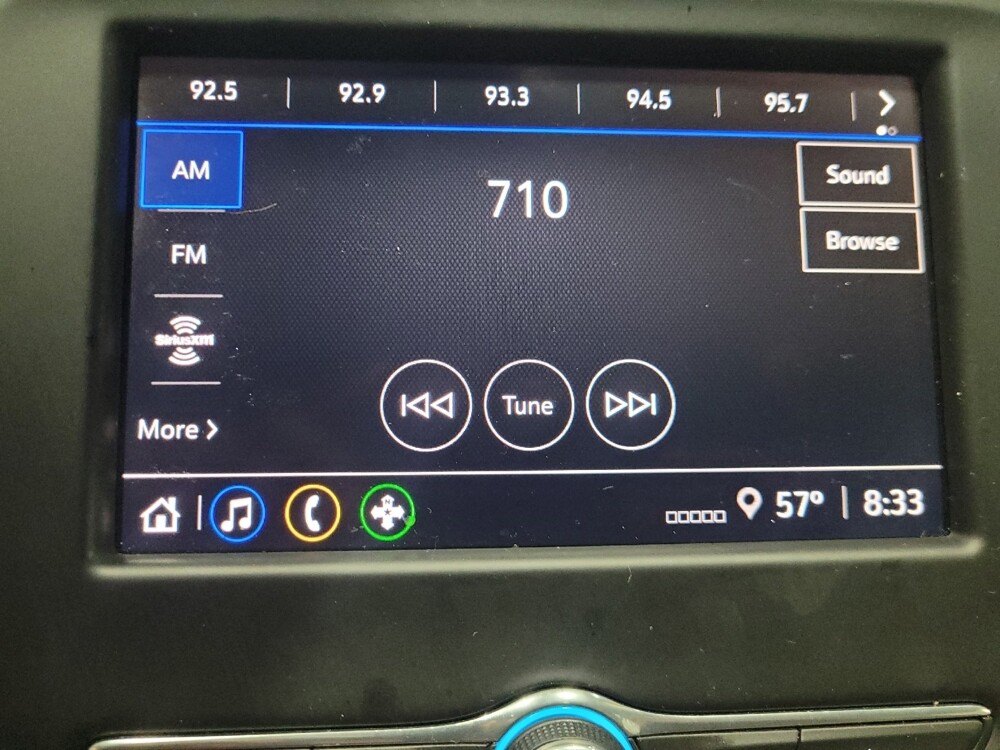 92.5 | 92.9 | 93.3 | 94.5 | 95.7 | >
AM
710
Sound
Browse
FM
SiriusXM
Tune
More >
N
57° | 8:33